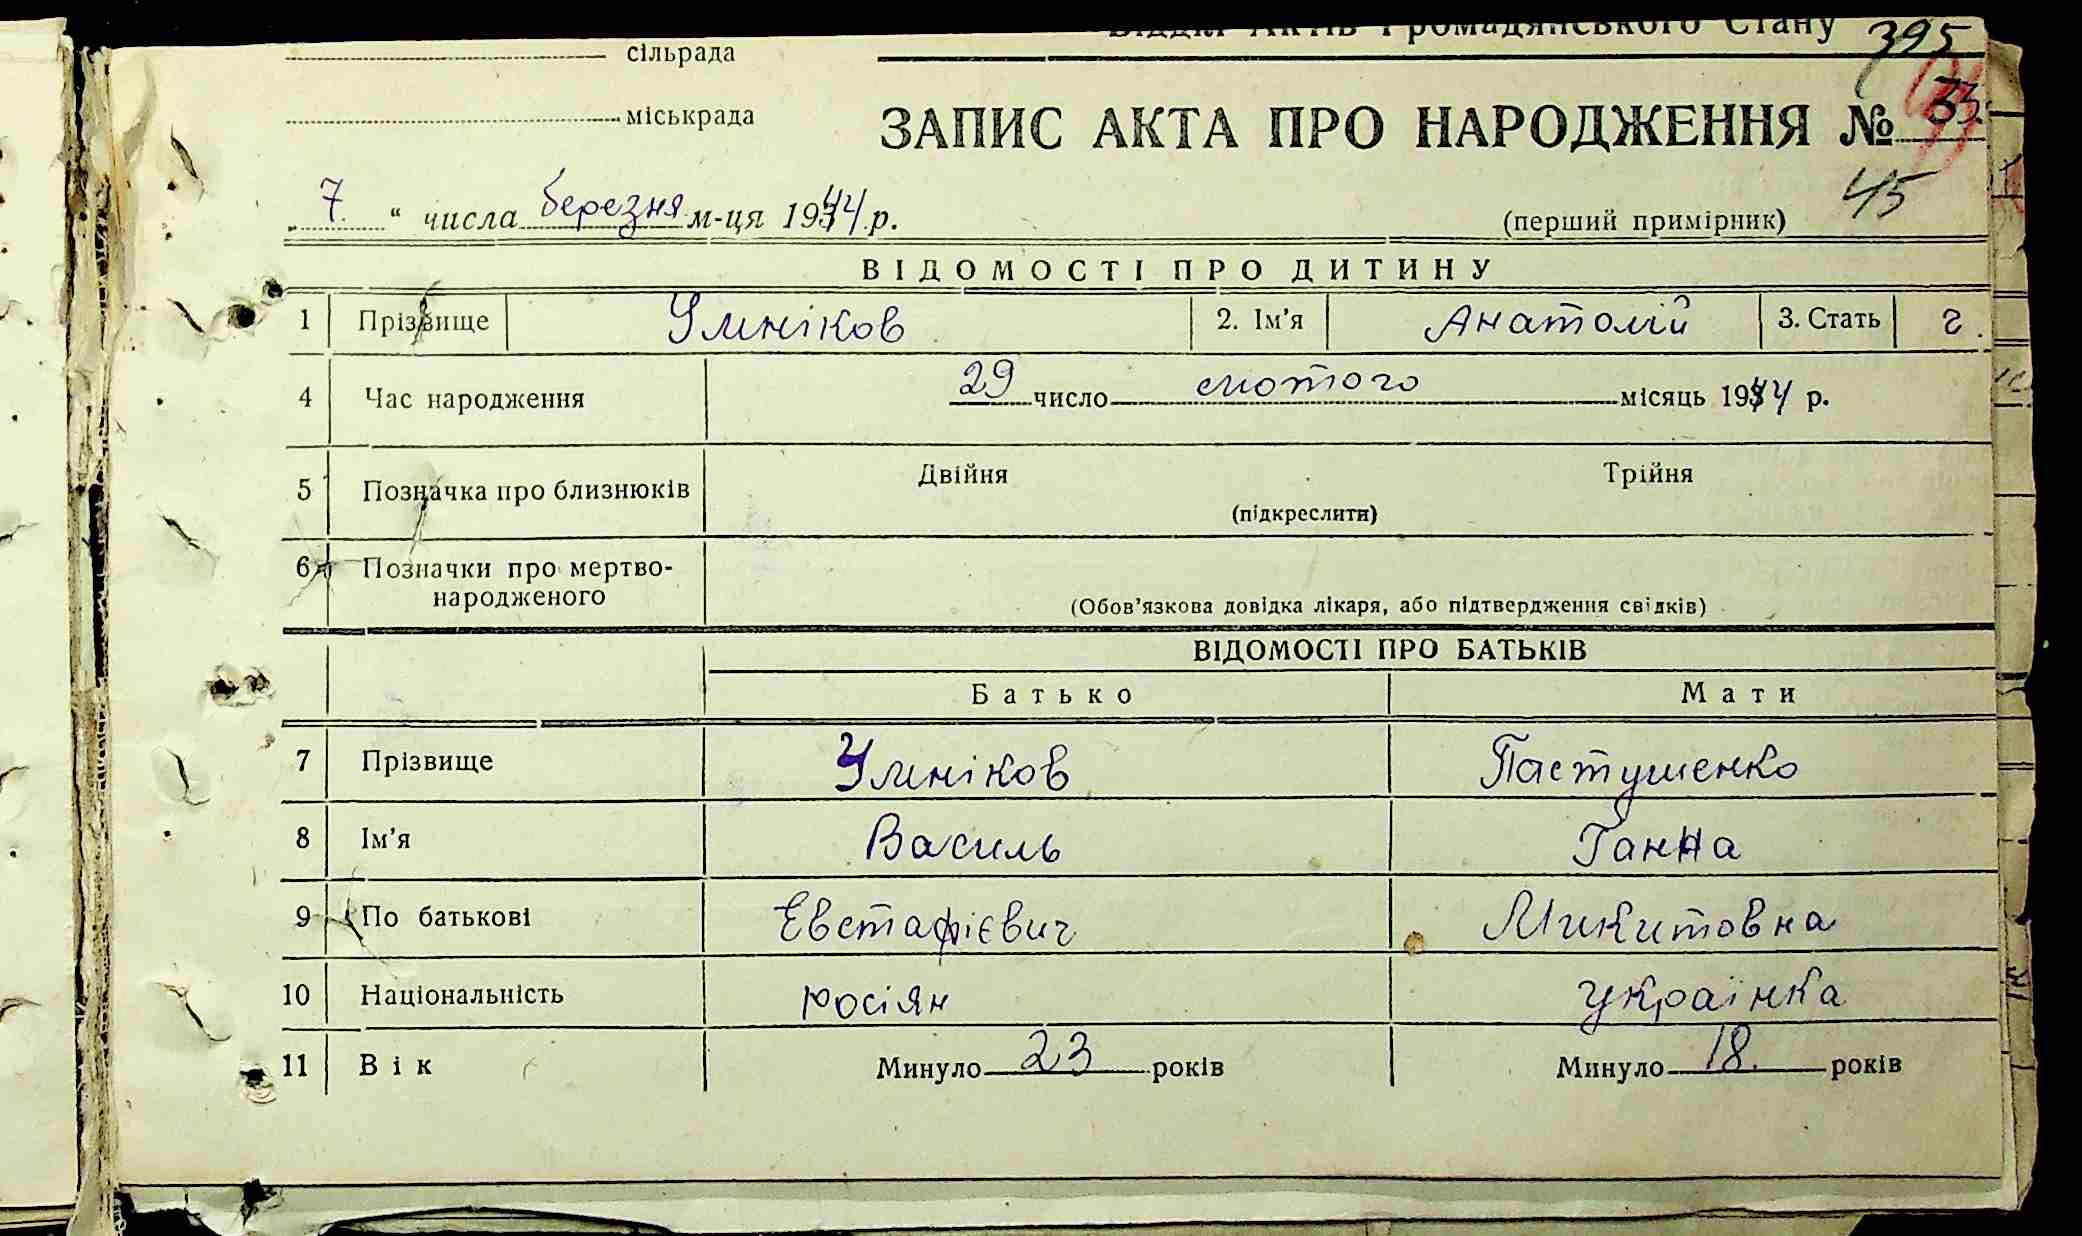 Відділ Актів Громадянського Стану 395
сільрада
міськрада
ЗАПИС АКТА ПРО НАРОДЖЕННЯ № 33
„ 7 “ числа березня м-ця 1944 р. (перший примірник) 45
ВІДОМОСТІ ПРО ДИТИНУ
1 Прізвище Умніков 2. Ім'я Анатолій 3. Стать г.
4 Час народження 29 число лютого місяць 1944 р.
5 Позначка про близнюків Двійня Трійня
(підкреслити)
6 Позначки про мертво-
народженого (Обов'язкова довідка лікаря, або підтвердження свідків)
ВІДОМОСТІ ПРО БАТЬКІВ
Батько Мати
7 Прізвище Умніков Пастушенко
8 Ім'я Василь Ганна
9 По батькові Евстафієвич Микитовна
10 Національність росіян українка
11 Вік Минуло 23 років Минуло 18. років